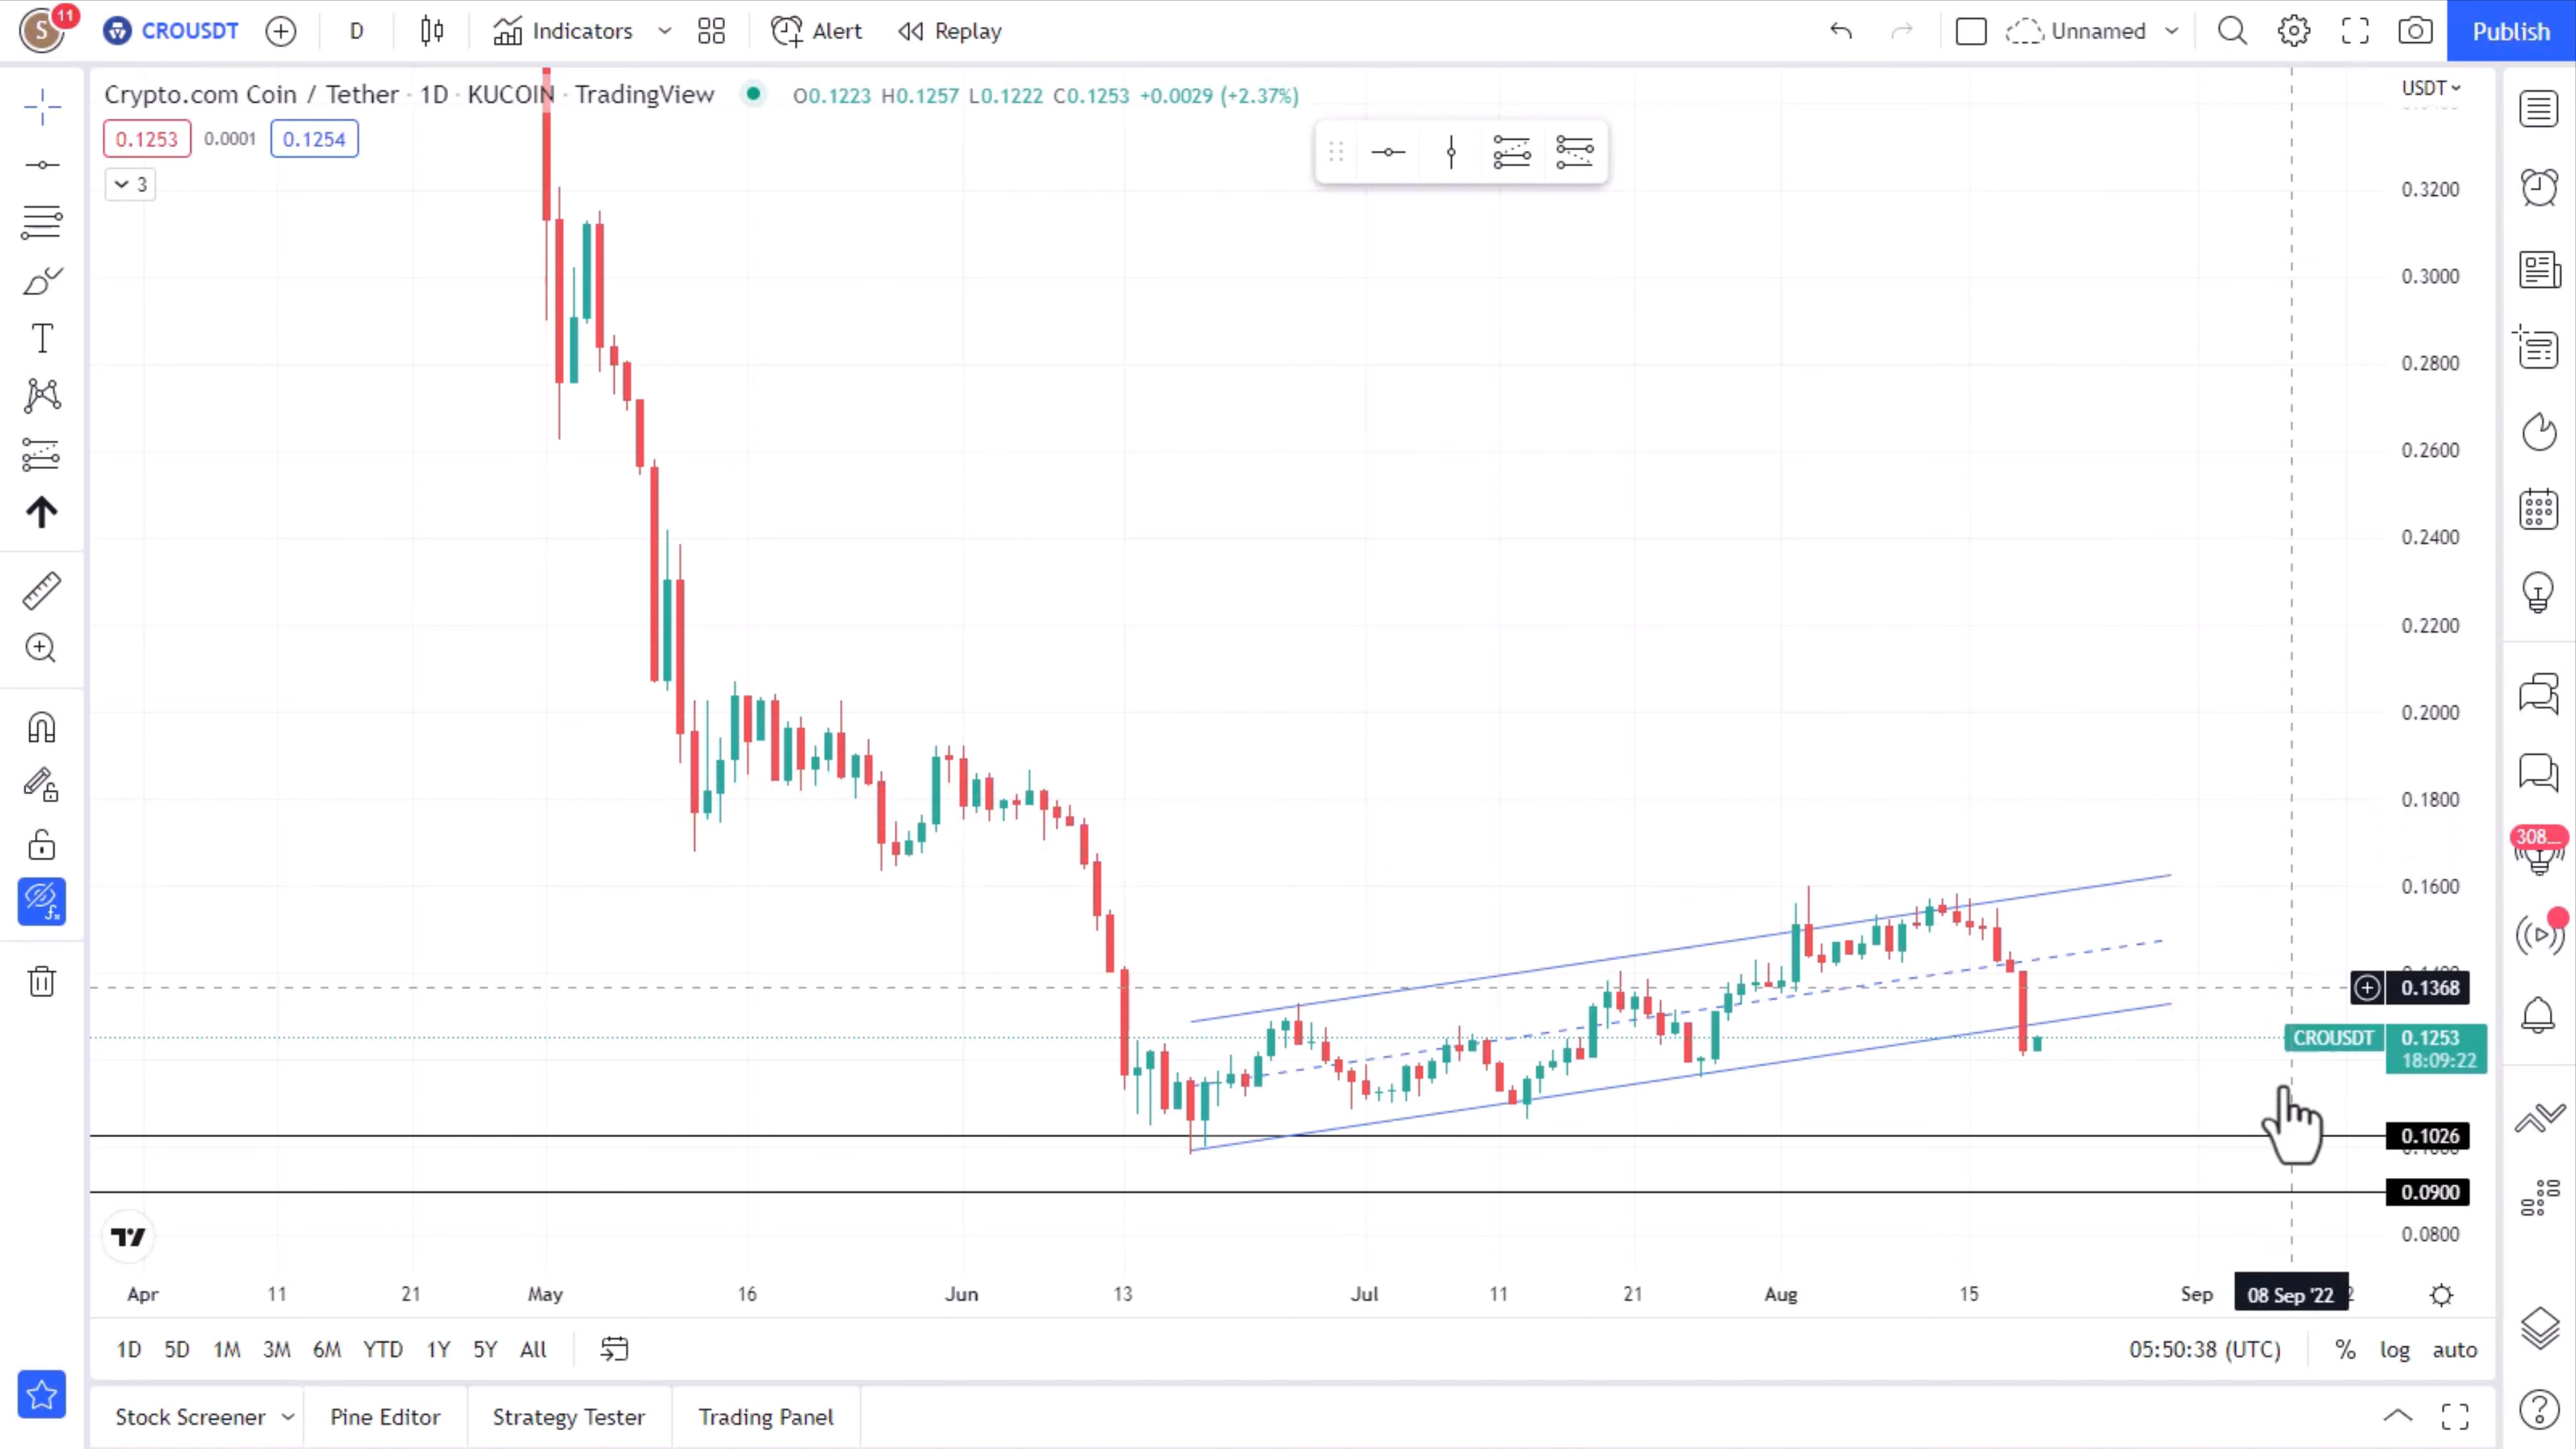 S 11 CROUSDT D Indicators Alert Replay Unnamed Publish
Crypto.com Coin / Tether · 1D · KUCOIN · TradingView O0.1223 H0.1257 L0.1222 C0.1253 +0.0029 (+2.37%)
USDT
0.1253 0.0001 0.1254
3
0.3200
0.3000
0.2800
0.2600
0.2400
0.2200
0.2000
0.1800
308...
0.1600
0.1368
CROUSDT 0.1253
18:09:22
0.1026
0.0900
0.0800
Apr 11 21 May 16 Jun 13 Jul 11 21 Aug 15 Sep 08 Sep '22
1D 5D 1M 3M 6M YTD 1Y 5Y All 05:50:38 (UTC) % log auto
Stock Screener Pine Editor Strategy Tester Trading Panel